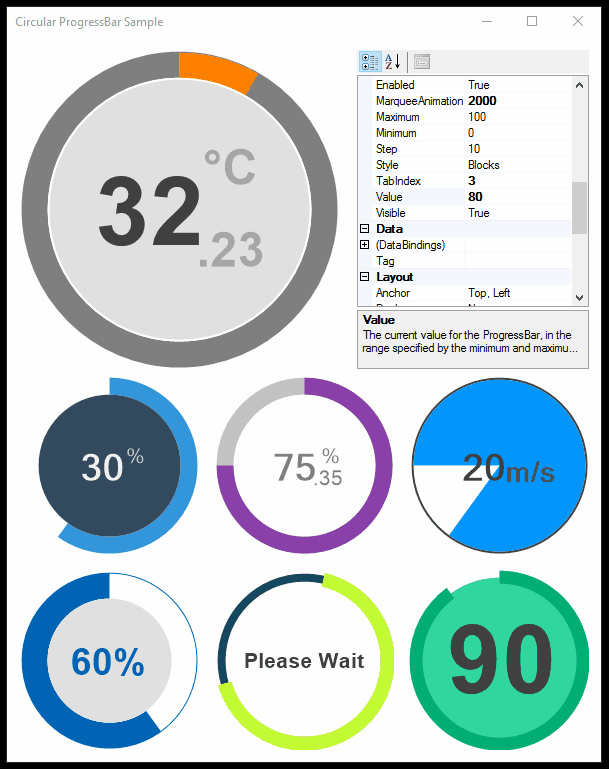 Circular ProgressBar Sample
32 °C .23
A Z
Enabled True
MarqueeAnimation 2000
Maximum 100
Minimum 0
Step 10
Style Blocks
TabIndex 3
Value 80
Visible True
Data
(DataBindings)
Tag
Layout
Anchor Top, Left
Value
The current value for the ProgressBar, in the
range specified by the minimum and maximu...
30 %
75 % .35
20 m/s
60%
Please Wait
90